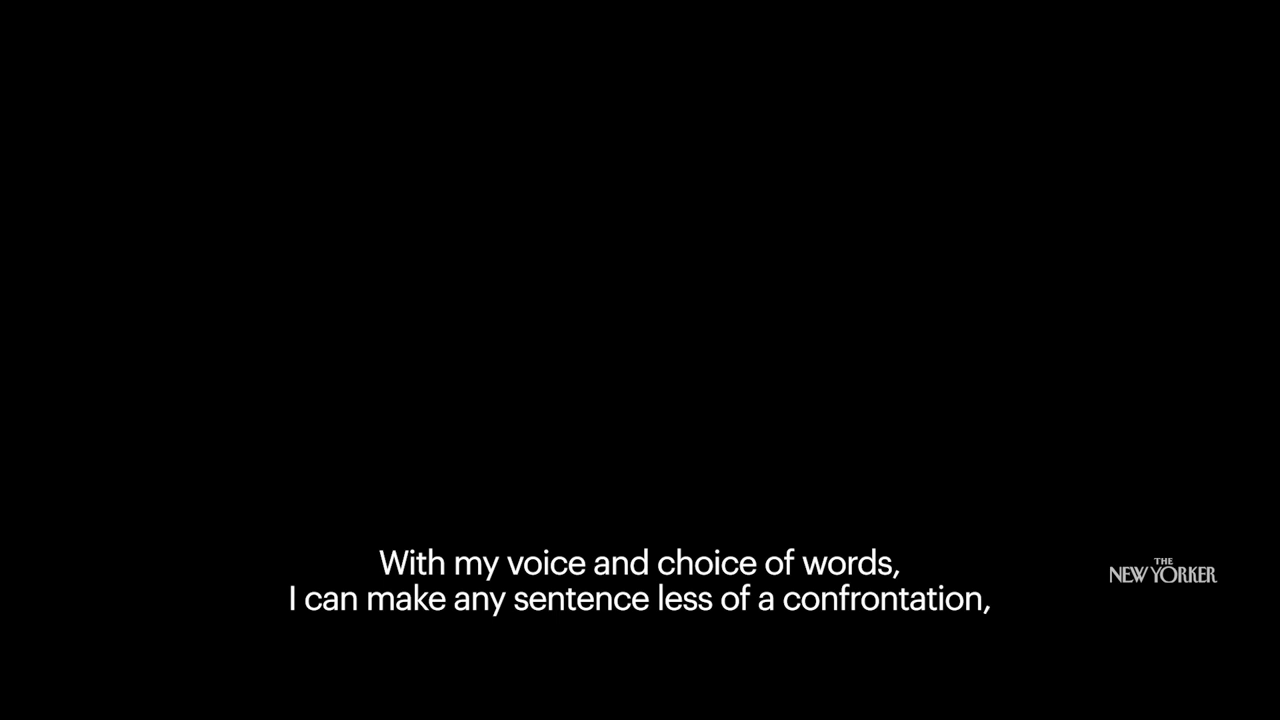 With my voice and choice of words,
I can make any sentence less of a confrontation,
THE
NEW YORKER